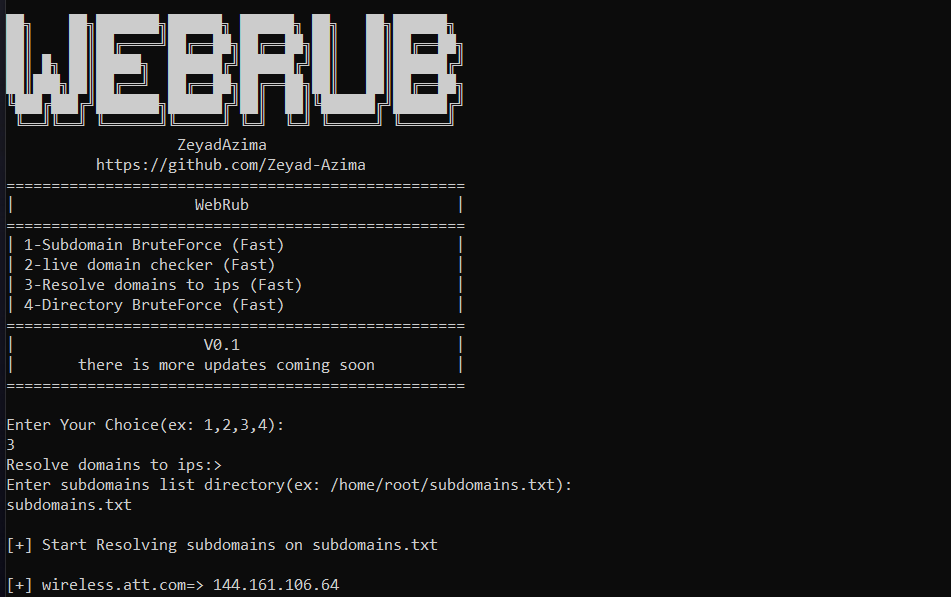 WEBRUB
ZeyadAzima
https://github.com/Zeyad-Azima
===================================================
| WebRub |
===================================================
| 1-Subdomain BruteForce (Fast) |
| 2-live domain checker (Fast) |
| 3-Resolve domains to ips (Fast) |
| 4-Directory BruteForce (Fast) |
===================================================
| V0.1 |
| there is more updates coming soon |
===================================================
Enter Your Choice(ex: 1,2,3,4):
3
Resolve domains to ips:>
Enter subdomains list directory(ex: /home/root/subdomains.txt):
subdomains.txt
[+] Start Resolving subdomains on subdomains.txt
[+] wireless.att.com=> 144.161.106.64